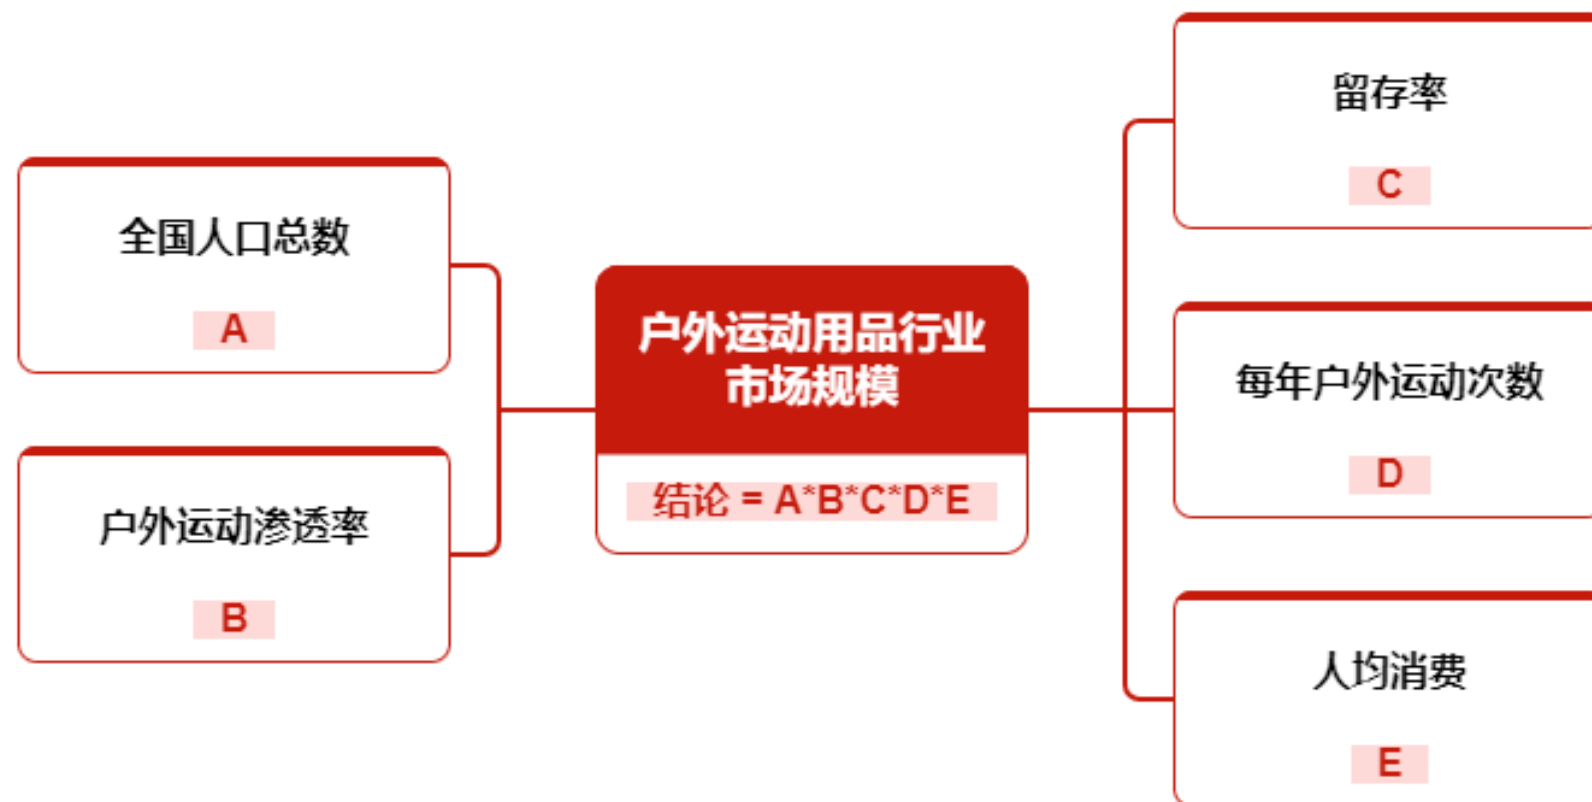 全国人口总数
A
户外运动渗透率
B
户外运动用品行业
市场规模
结论 = A*B*C*D*E
留存率
C
每年户外运动次数
D
人均消费
E